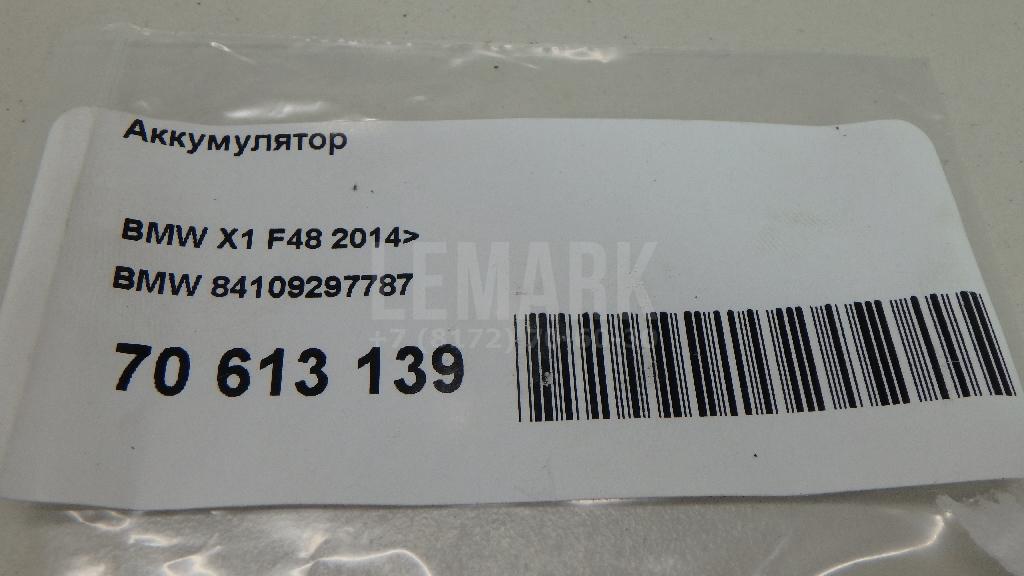 Аккумулятор
BMW X1 F48 2014>
BMW 84109297787
LEMARK
70 613 139